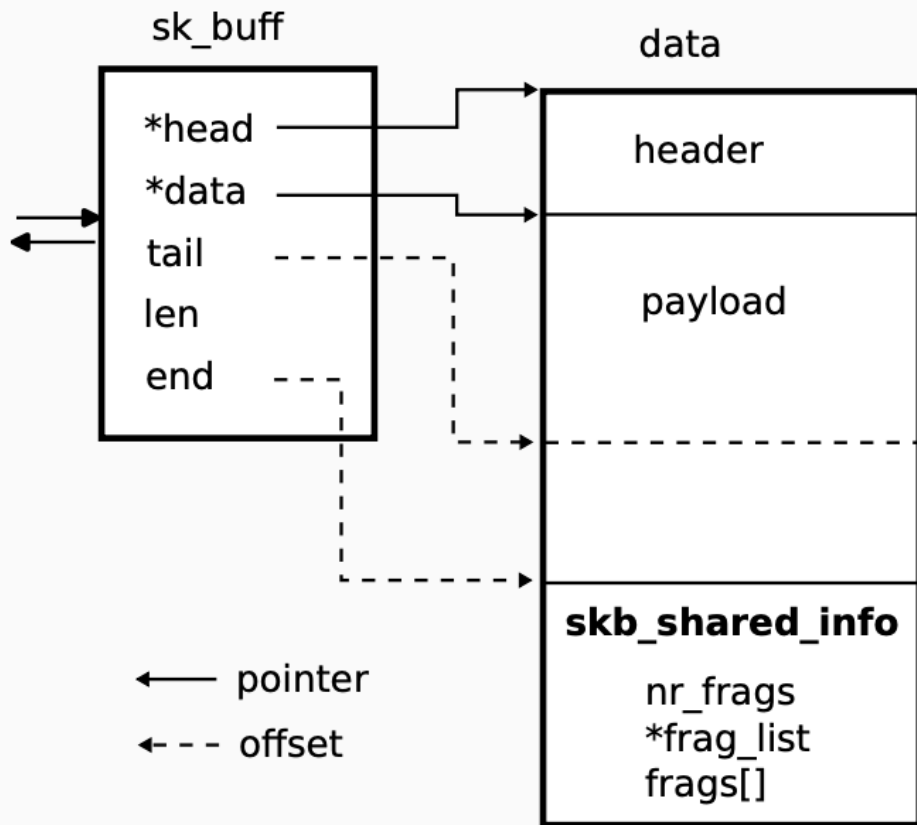 sk_buff
*head
*data
tail
len
end
data
header
payload
skb_shared_info
nr_frags
*frag_list
frags[]
pointer
offset